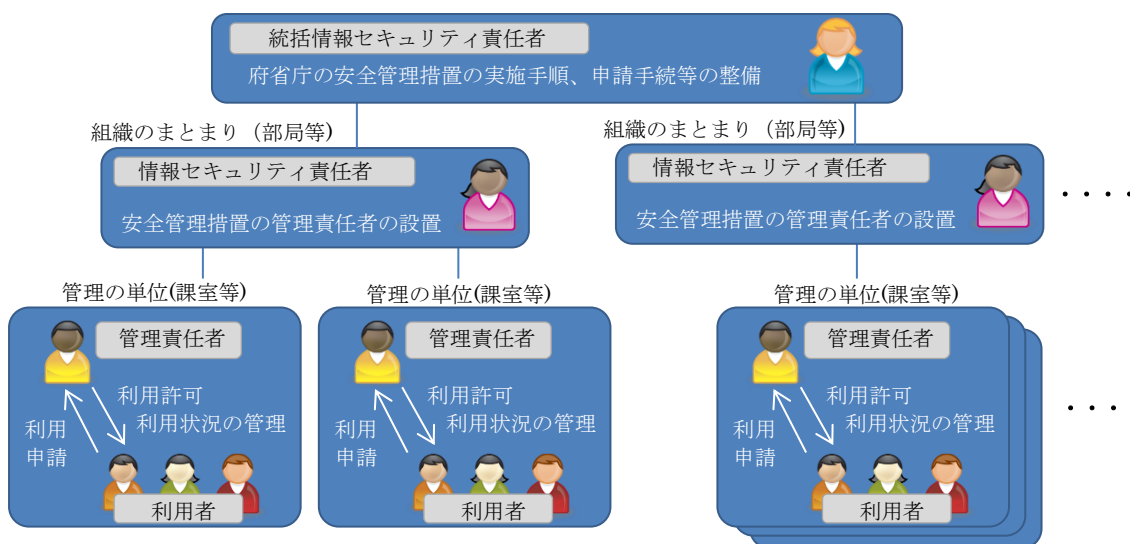 統括情報セキュリティ責任者
府省庁の安全管理措置の実施手順、申請手続等の整備
組織のまとまり（部局等）
組織のまとまり（部局等）
情報セキュリティ責任者
安全管理措置の管理責任者の設置
情報セキュリティ責任者
安全管理措置の管理責任者の設置
・・・・
管理の単位(課室等)
管理の単位(課室等)
管理の単位(課室等)
管理責任者
利用許可
利用状況の管理
利用
申請
利用者
管理責任者
利用許可
利用状況の管理
利用
申請
利用者
管理責任者
利用許可
利用状況の管理
利用
申請
利用者
・・・